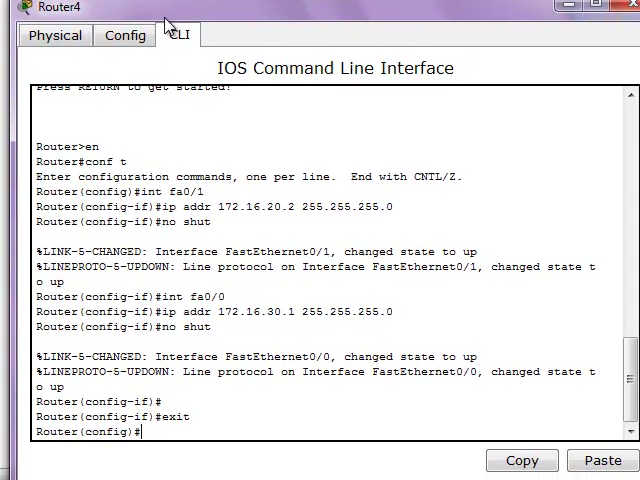 Router4
Physical
Config
CLI
IOS Command Line Interface
Press RETURN to get started!
Router>en
Router#conf t
Enter configuration commands, one per line.  End with CNTL/Z.
Router(config)#int fa0/1
Router(config-if)#ip addr 172.16.20.2 255.255.255.0
Router(config-if)#no shut
%LINK-5-CHANGED: Interface FastEthernet0/1, changed state to up
%LINEPROTO-5-UPDOWN: Line protocol on Interface FastEthernet0/1, changed state t
o up
Router(config-if)#int fa0/0
Router(config-if)#ip addr 172.16.30.1 255.255.255.0
Router(config-if)#no shut
%LINK-5-CHANGED: Interface FastEthernet0/0, changed state to up
%LINEPROTO-5-UPDOWN: Line protocol on Interface FastEthernet0/0, changed state t
o up
Router(config-if)#
Router(config-if)#exit
Router(config)#
Copy
Paste